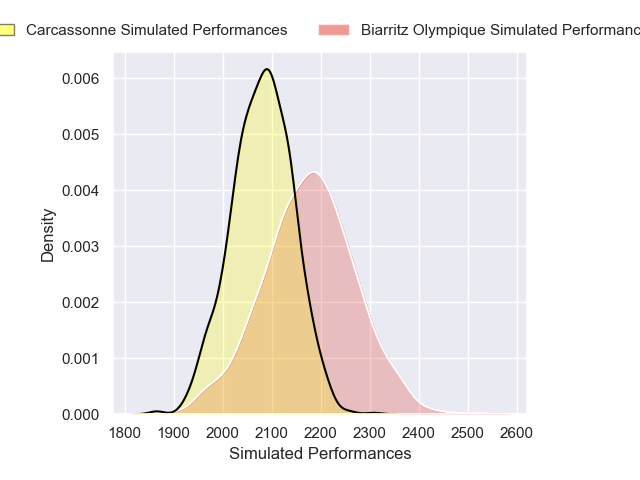 Carcassonne Simulated Performances
Biarritz Olympique Simulated
0.006
0.005
0.004
0.003
0.002
0.001
0.000
Density
1800 1900 2000 2100 2200 2300 2400 2500 2600
Simulated Performances